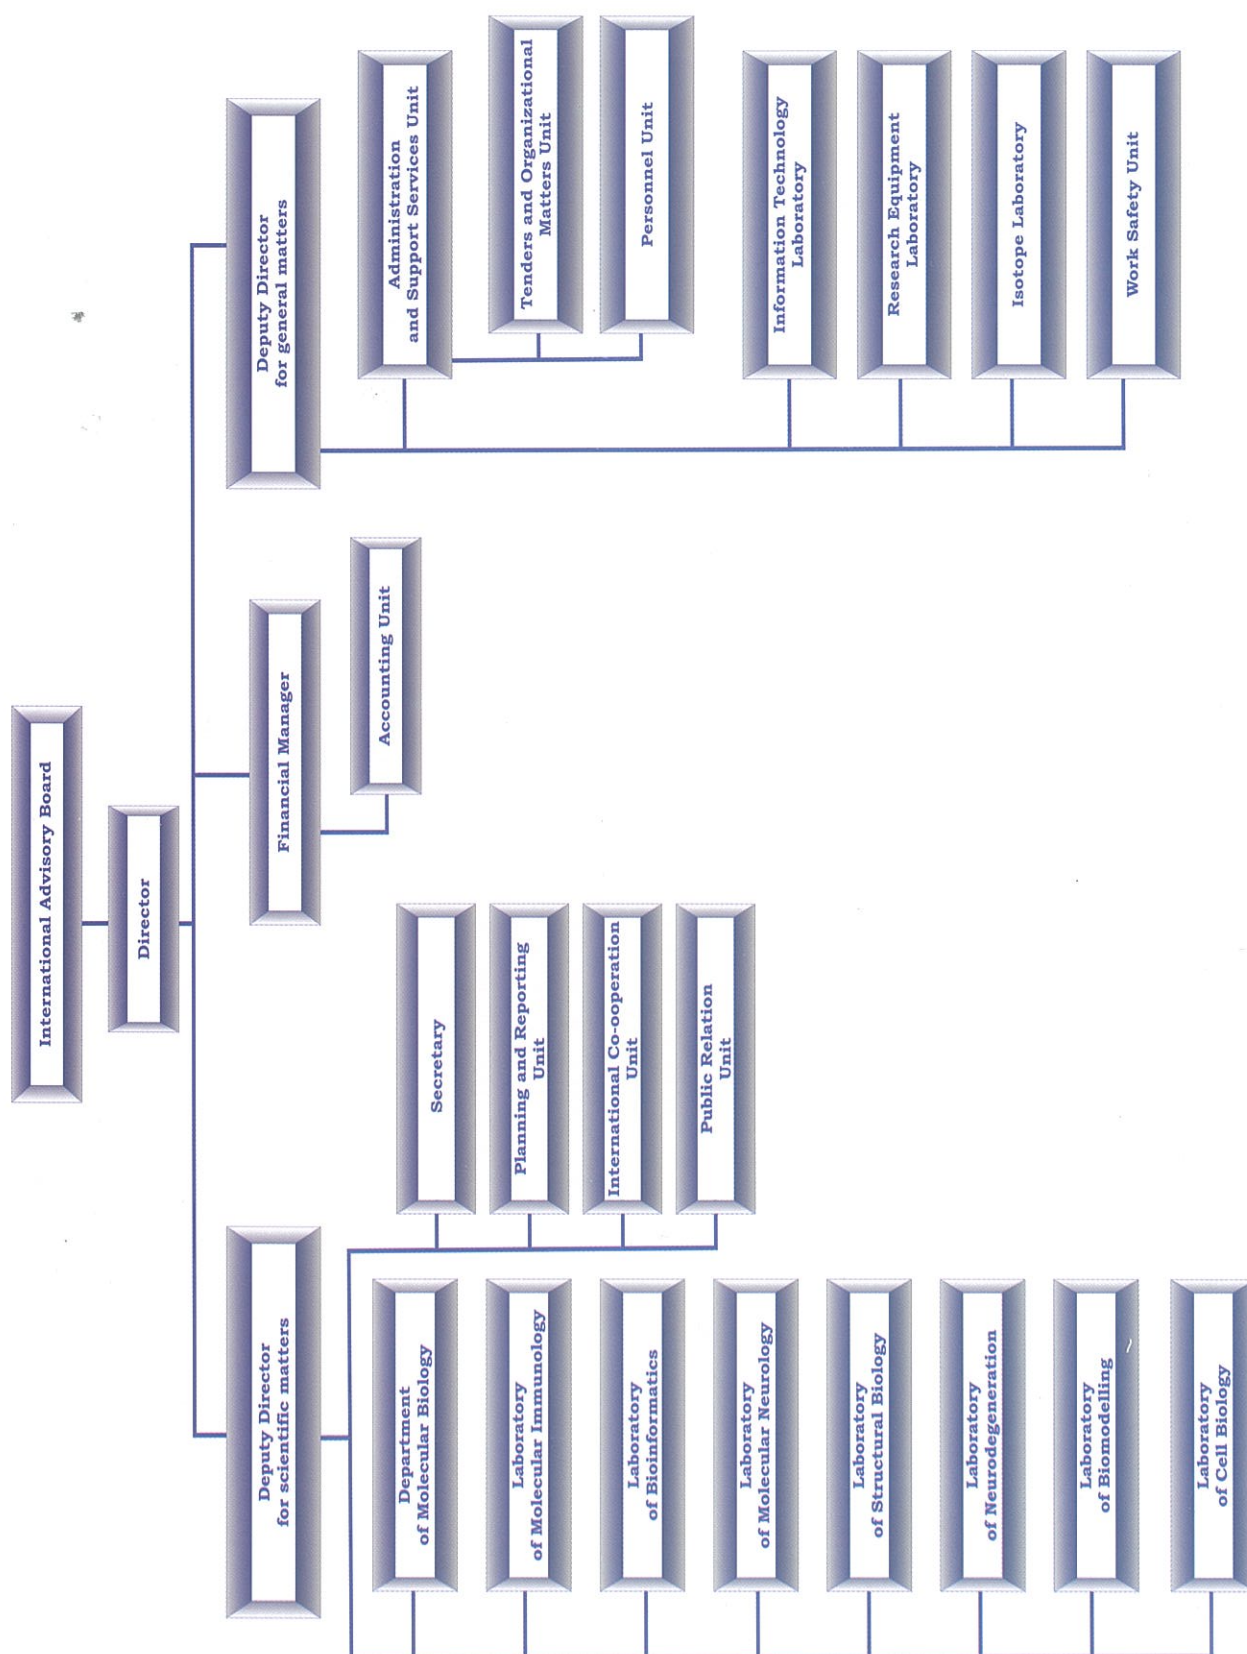 International Advisory Board
Director
Deputy Director
for scientific matters
Financial Manager
Deputy Director
for general matters
Department
of Molecular Biology
Laboratory
of Molecular Immunology
Laboratory
of Bioinformatics
Laboratory
of Molecular Neurology
Laboratory
of Structural Biology
Laboratory
of Neurodegeneration
Laboratory
of Biomodelling
Laboratory
of Cell Biology
Secretary
Planning and Reporting
Unit
International Co-ooperation
Unit
Public Relation
Unit
Accounting Unit
Administration
and Support Services Unit
Tenders and Organizational
Matters Unit
Personnel Unit
Information Technology
Laboratory
Research Equipment
Laboratory
Isotope Laboratory
Work Safety Unit